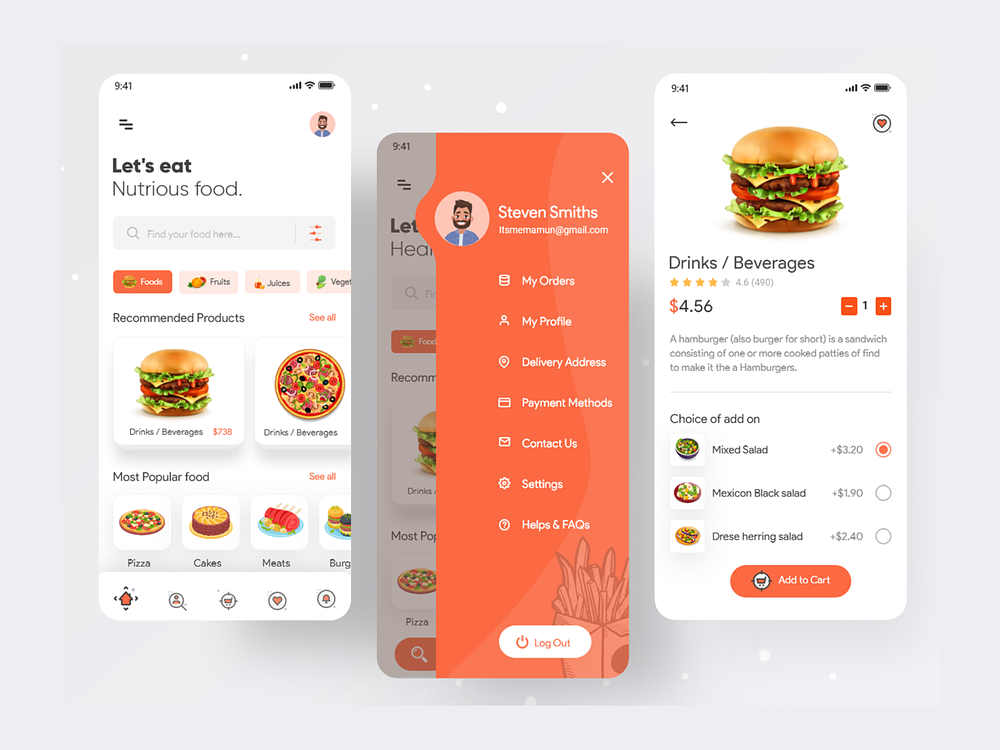 9:41
Let's eat
Nutrious food.
Find your food here...
Foods
Fruits
Juices
Veget
Recommended Products
See all
Drinks / Beverages
$738
Drinks / Beverages
Most Popular food
See all
Pizza
Cakes
Meats
Burg
9:41
Let
Heal
Fin
Food
Recomm
Drinks /
Most Pop
Pizza
Steven Smiths
Itsmemamun@gmail.com
My Orders
My Profile
Delivery Address
Payment Methods
Contact Us
Settings
Helps & FAQs
Log Out
9:41
Drinks / Beverages
4.6 (490)
$4.56
1
A hamburger (also burger for short) is a sandwich
consisting of one or more cooked patties of find
to make it the a Hamburgers.
Choice of add on
Mixed Salad
+$3.20
Mexicon Black salad
+$1.90
Drese herring salad
+$2.40
Add to Cart